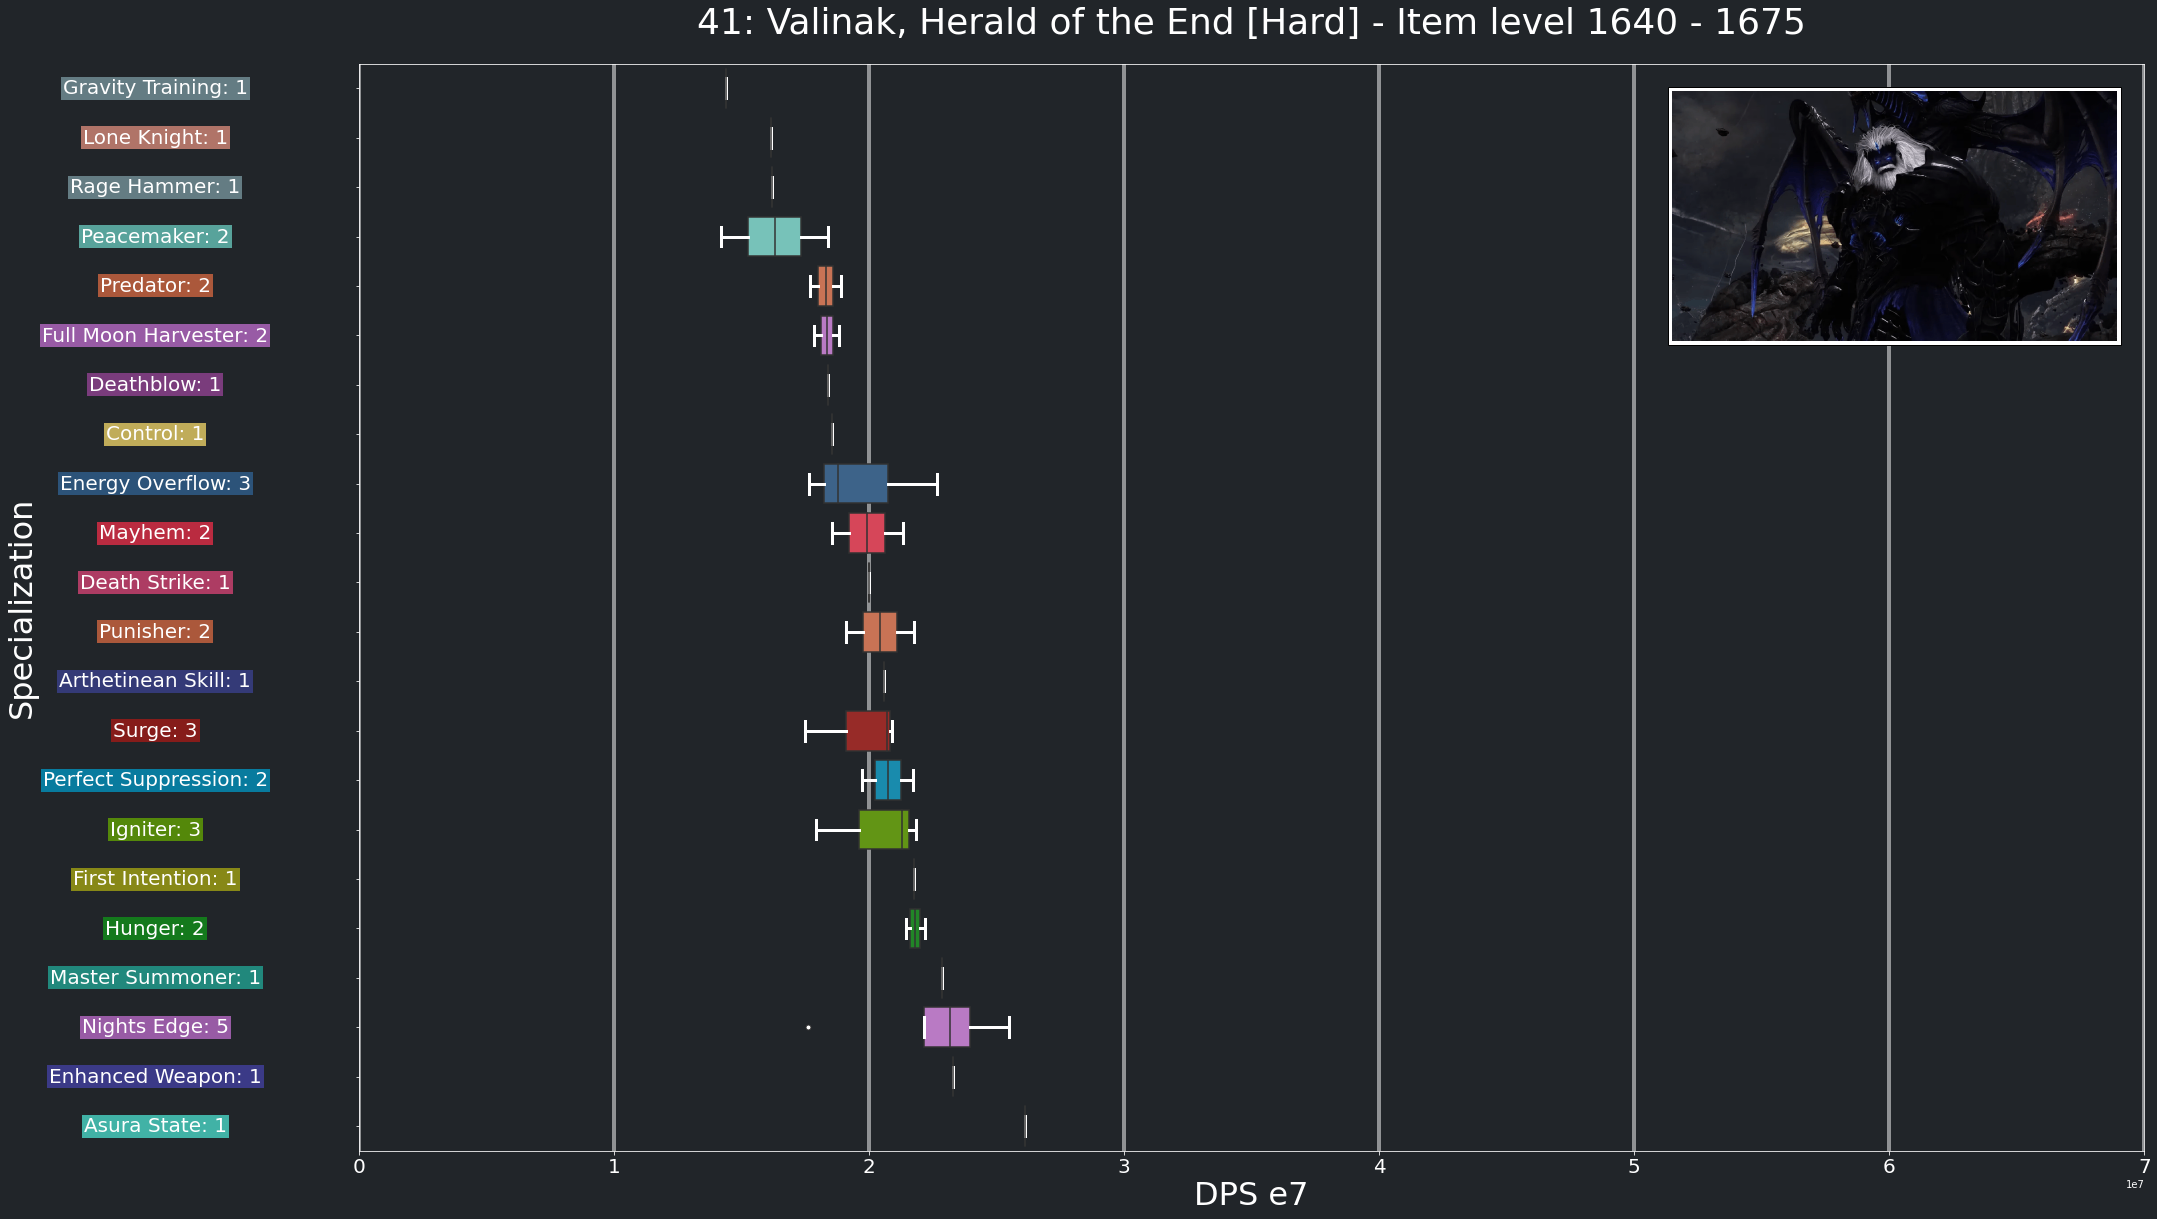 41: Valinak, Herald of the End [Hard] - Item level 1640 - 1675
Specialization
Gravity Training: 1
Lone Knight: 1
Rage Hammer: 1
Peacemaker: 2
Predator: 2
Full Moon Harvester: 2
Deathblow: 1
Control: 1
Energy Overflow: 3
Mayhem: 2
Death Strike: 1
Punisher: 2
Arthetinean Skill: 1
Surge: 3
Perfect Suppression: 2
Igniter: 3
First Intention: 1
Hunger: 2
Master Summoner: 1
Nights Edge: 5
Enhanced Weapon: 1
Asura State: 1
0 1 2 3 4 5 6 7
1e7
DPS e7